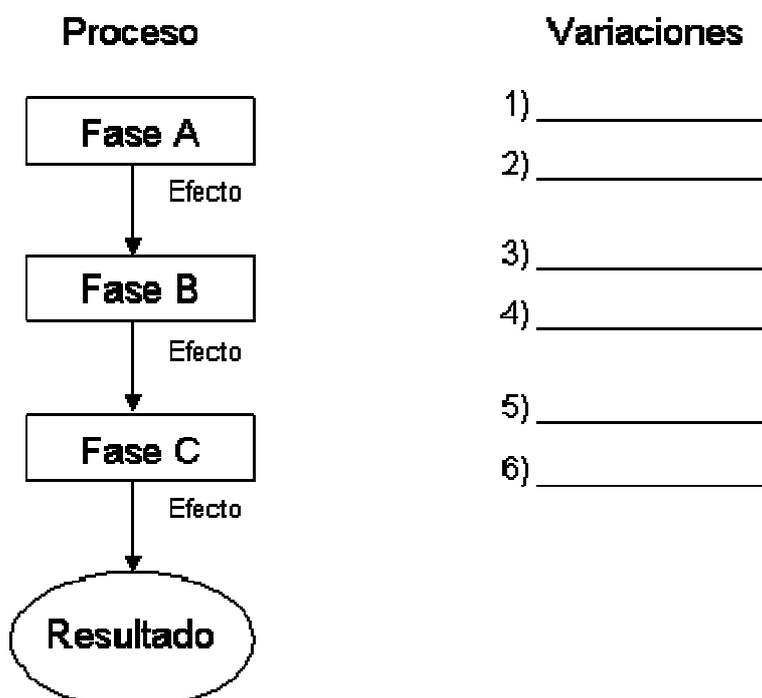 Proceso
Variaciones
Fase A
Efecto
Fase B
Efecto
Fase C
Efecto
Resultado
1)
2)
3)
4)
5)
6)